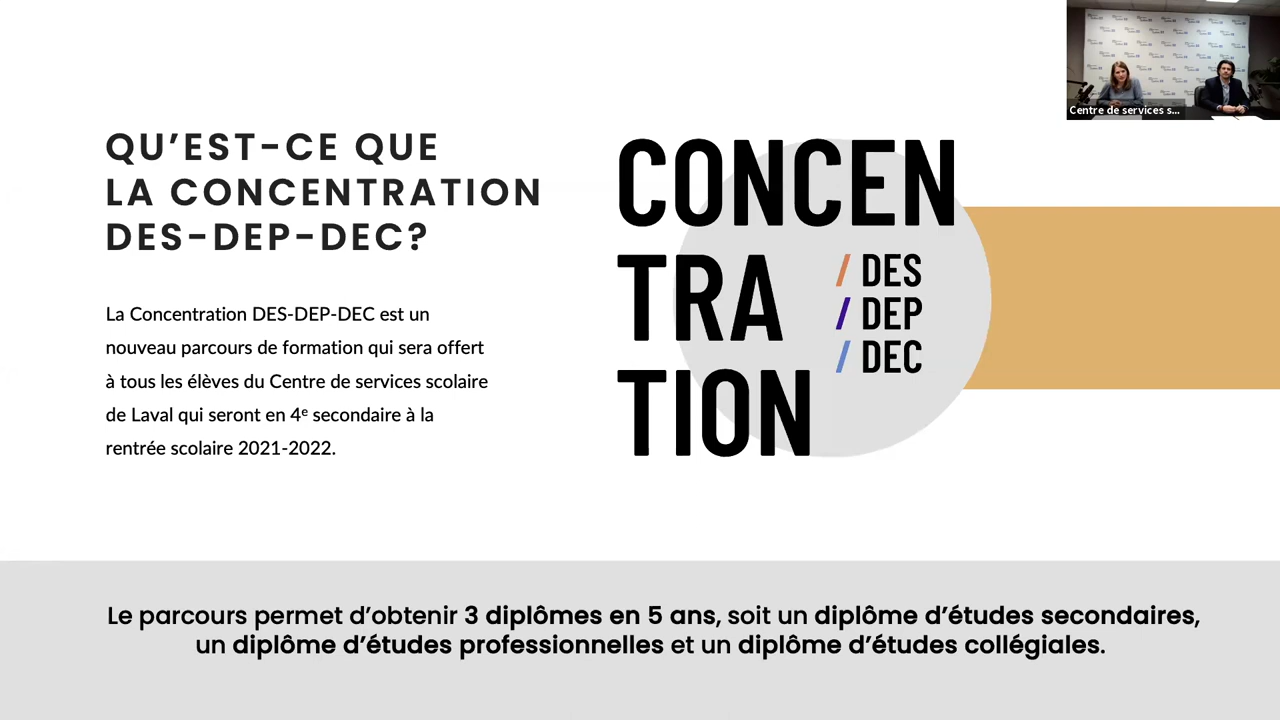 QU’EST-CE QUE
LA CONCENTRATION
DES-DEP-DEC?
La Concentration DES-DEP-DEC est un
nouveau parcours de formation qui sera offert
à tous les élèves du Centre de services scolaire
de Laval qui seront en 4ᵉ secondaire à la
rentrée scolaire 2021-2022.
CONCEN
TRA
TION
/ DES
/ DEP
/ DEC
Centre de services s...
Le parcours permet d’obtenir 3 diplômes en 5 ans, soit un diplôme d’études secondaires,
un diplôme d’études professionnelles et un diplôme d’études collégiales.